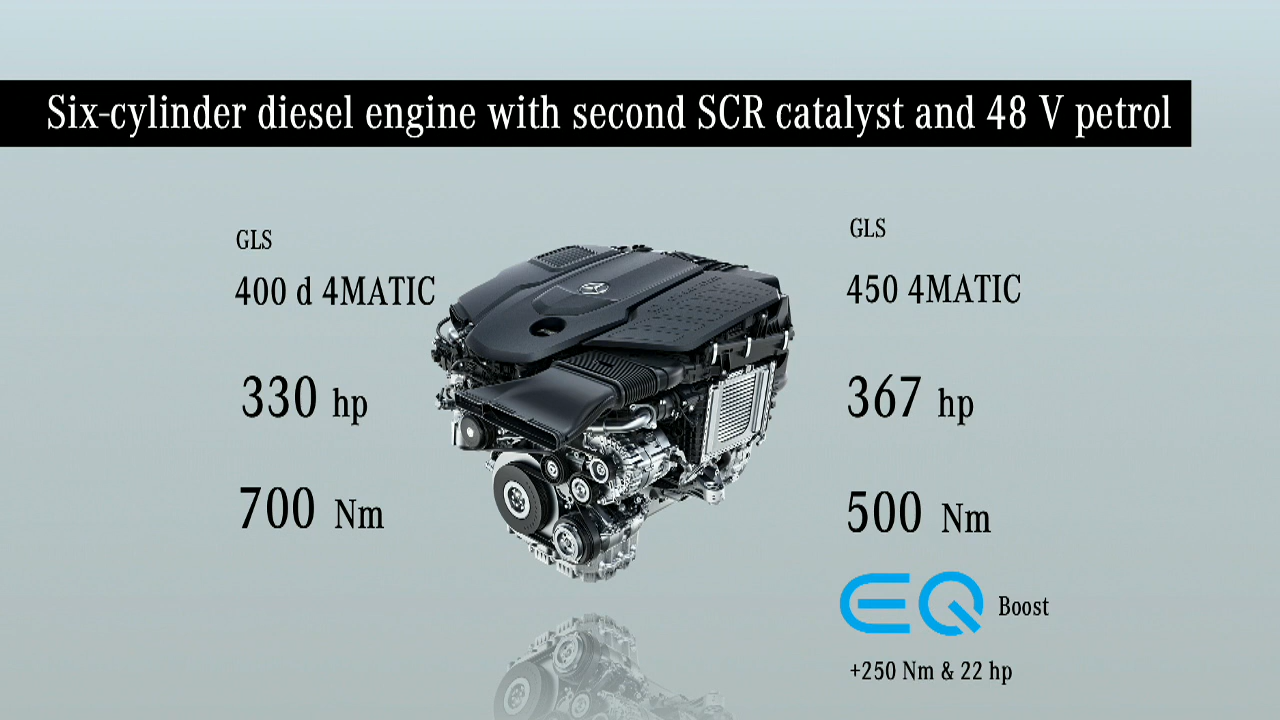 Six-cylinder diesel engine with second SCR catalyst and 48 V petrol
GLS
400 d 4MATIC
330 hp
700 Nm
GLS
450 4MATIC
367 hp
500 Nm
EQ Boost
+250 Nm & 22 hp